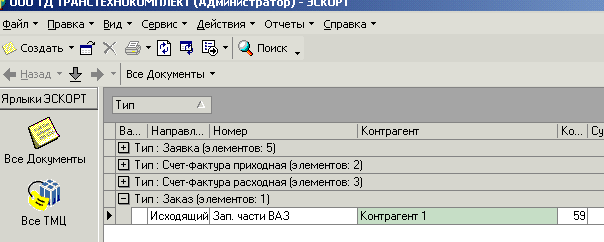 ООО ТД ТРАНСТЕХНОКОМПЛЕКТ (Администратор) - ЭСКОРТ
Файл Правка Вид Сервис Действия Отчеты Справка
Создать Поиск
Назад Все Документы
Ярлыки ЭСКОРТ
Все Документы
Все ТМЦ
Тип
Ва... Направл... Номер Контрагент Ко... Су
Тип : Заявка (элементов: 5)
Тип : Счет-фактура приходная (элементов: 2)
Тип : Счет-фактура расходная (элементов: 3)
Тип : Заказ (элементов: 1)
Исходящий Зап. части ВАЗ Контрагент 1 59